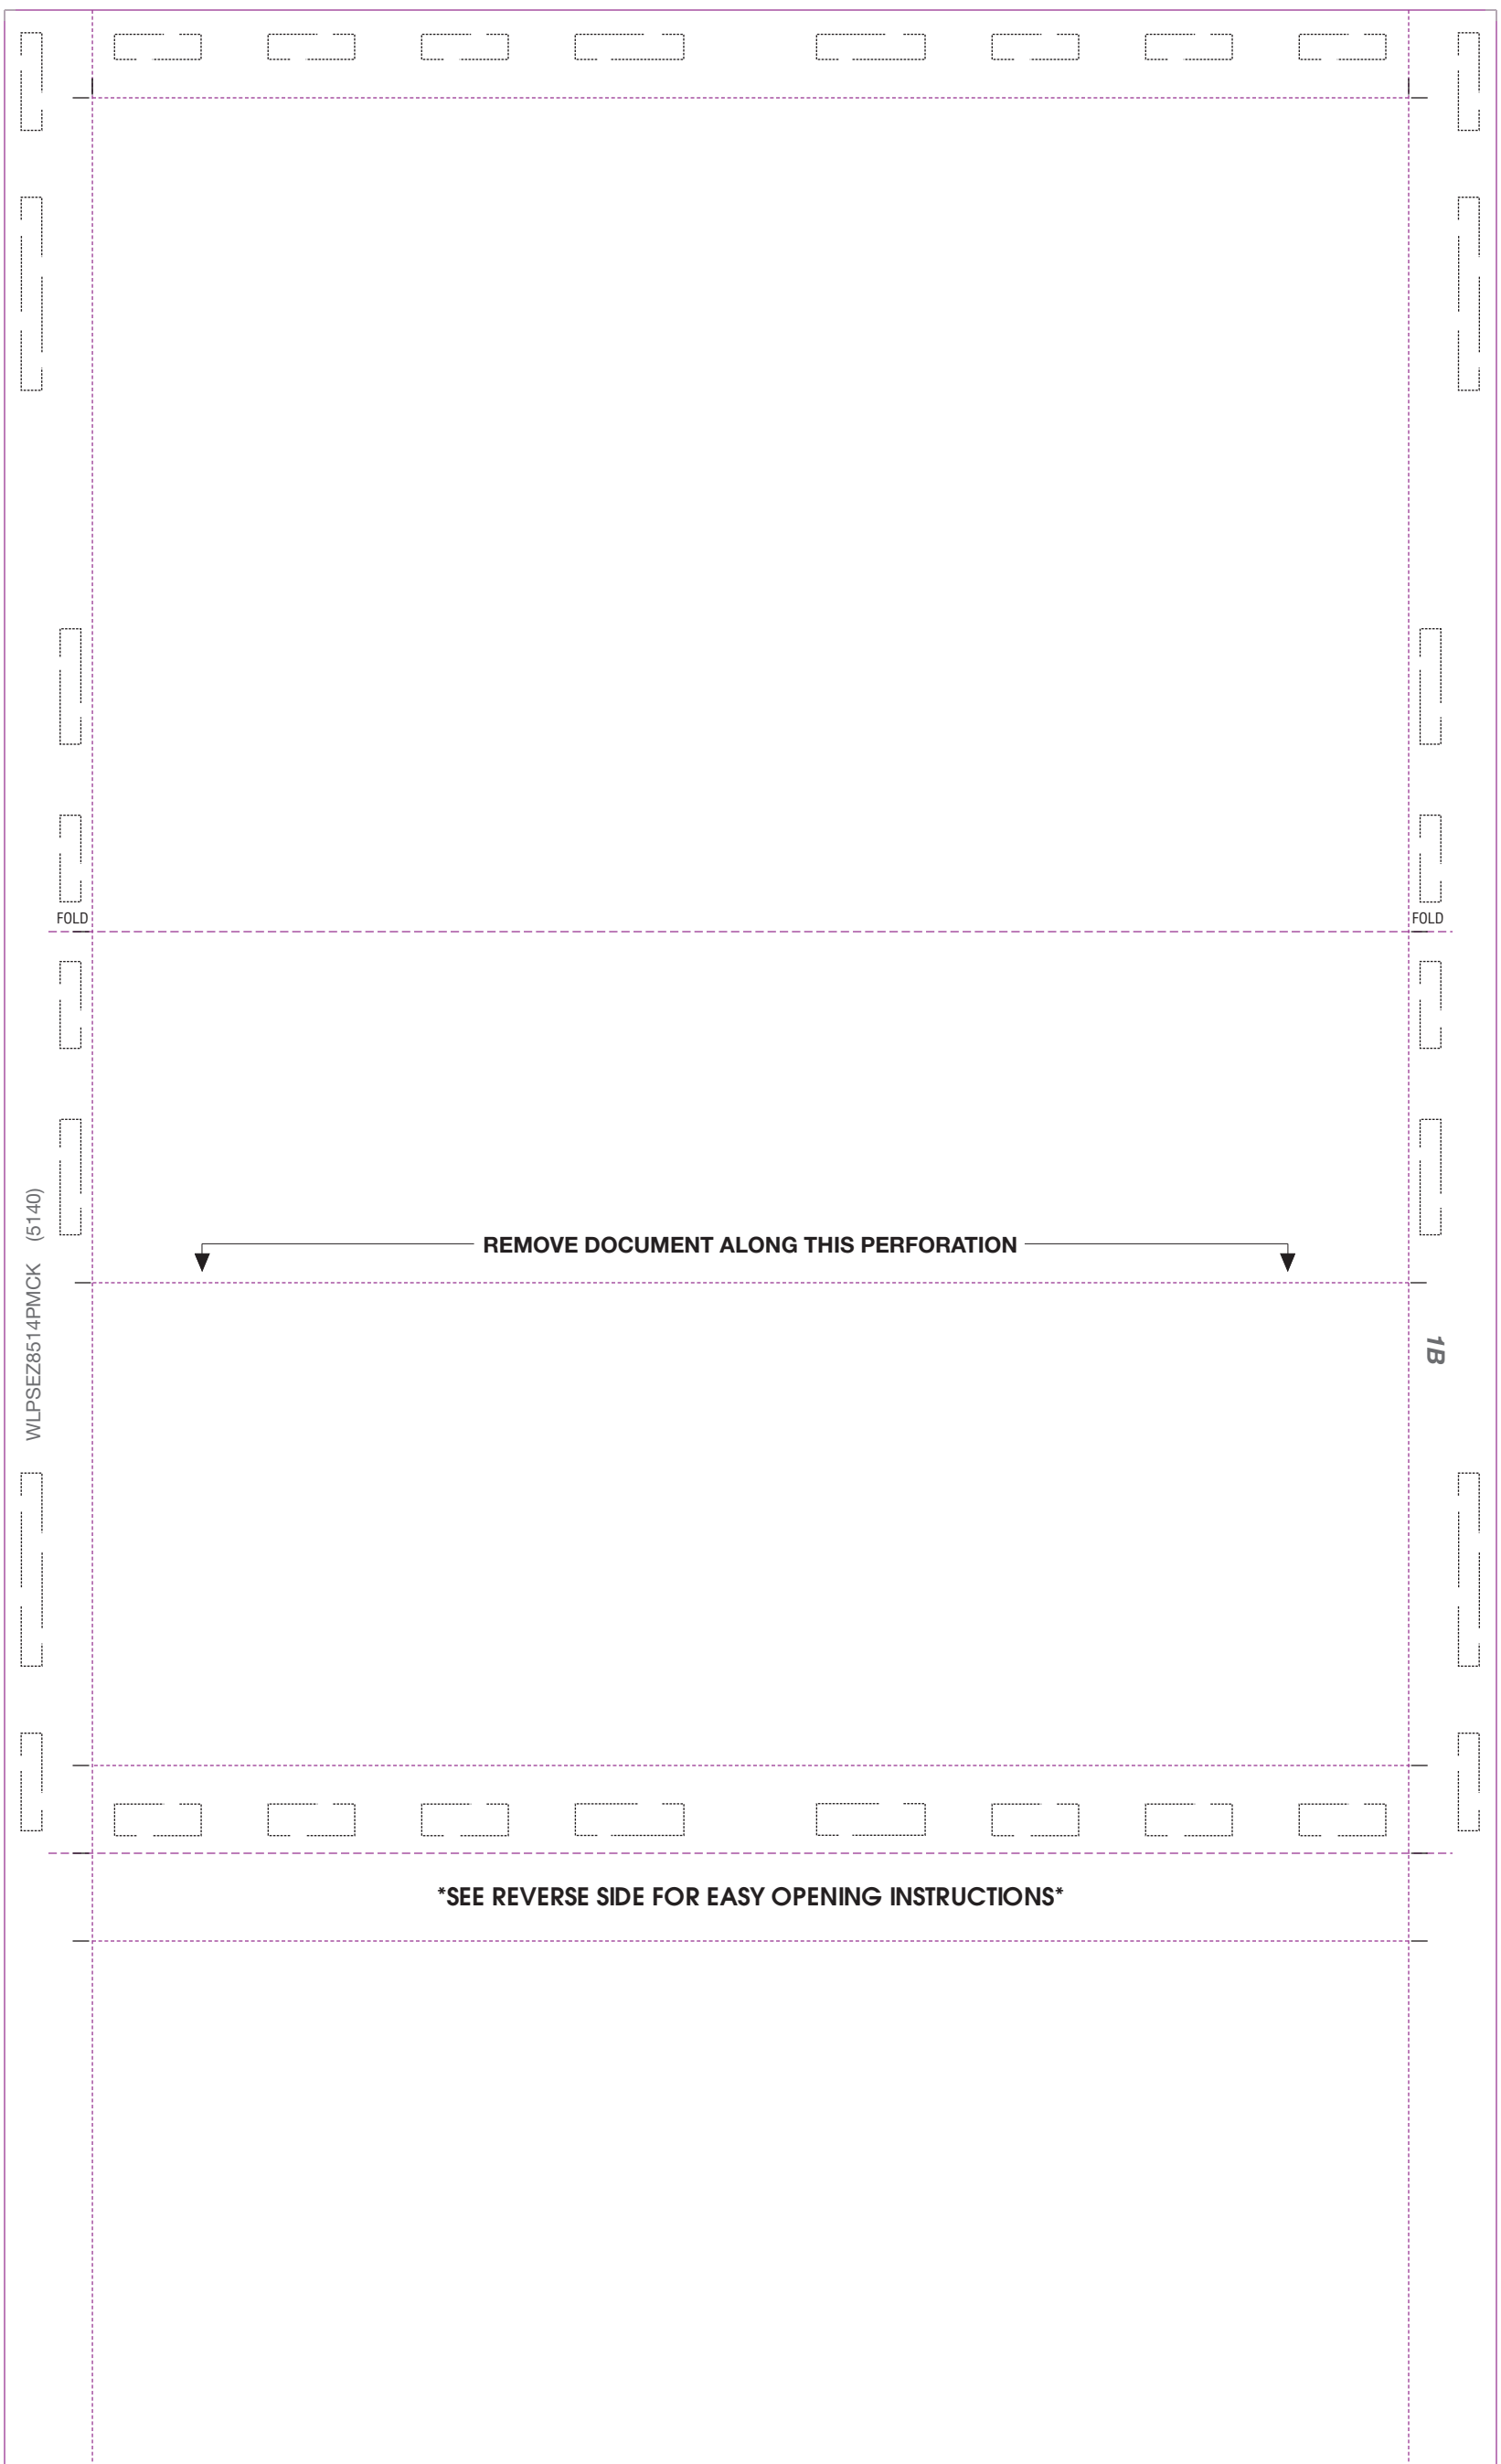 FOLD
FOLD
WLPSEZ8514PMCK (5140)
REMOVE DOCUMENT ALONG THIS PERFORATION
1B
*SEE REVERSE SIDE FOR EASY OPENING INSTRUCTIONS*